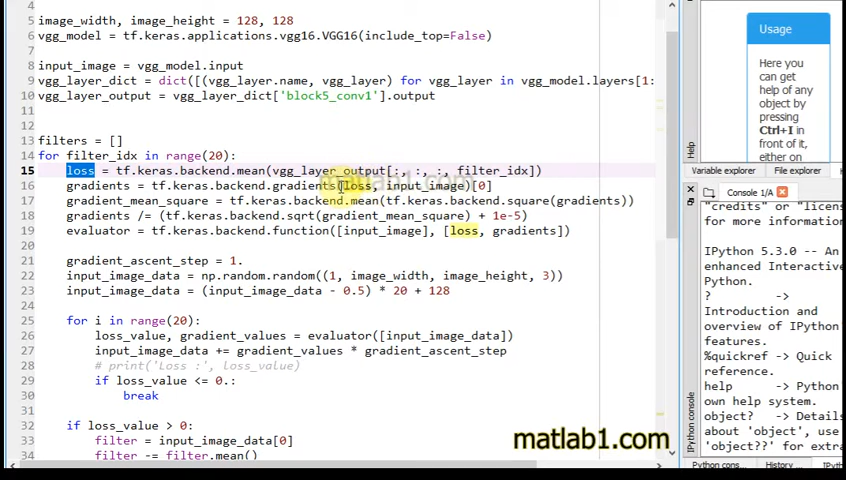 4
5 image_width, image_height = 128, 128
6 vgg_model = tf.keras.applications.vgg16.VGG16(include_top=False)
7
8 input_image = vgg_model.input
9 vgg_layer_dict = dict([(vgg_layer.name, vgg_layer) for vgg_layer in vgg_model.layers[1:
10 vgg_layer_output = vgg_layer_dict['block5_conv1'].output
11
12
13 filters = []
14 for filter_idx in range(20):
15 loss = tf.keras.backend.mean(vgg_layer_output[:, :, :, filter_idx])
16 gradients = tf.keras.backend.gradients(loss, input_image)[0]
17 gradient_mean_square = tf.keras.backend.mean(tf.keras.backend.square(gradients))
18 gradients /= (tf.keras.backend.sqrt(gradient_mean_square) + 1e-5)
19 evaluator = tf.keras.backend.function([input_image], [loss, gradients])
20
21 gradient_ascent_step = 1.
22 input_image_data = np.random.random((1, image_width, image_height, 3))
23 input_image_data = (input_image_data - 0.5) * 20 + 128
24
25 for i in range(20):
26 loss_value, gradient_values = evaluator([input_image_data])
27 input_image_data += gradient_values * gradient_ascent_step
28 # print('Loss :', loss_value)
29 if loss_value <= 0.:
30 break
31
32 if loss_value > 0:
33 filter = input_image_data[0]
34 filter -= filter.mean()
matlab1.com
matlab1.com
Usage
Here you can
get help of any
object by
pressing
Ctrl+I in
front of it,
either on
Help
Variable explorer
File explorer
Console 1/A
"credits" or "licens
for more information
IPython 5.3.0 -- An
enhanced Interactive
Python.
? ->
Introduction and
overview of IPython's
features.
%quickref -> Quick
reference.
help -> Python's
own help system.
object? -> Details
about 'object', use
'object??' for extra
IPython console
Python cons...
History ...